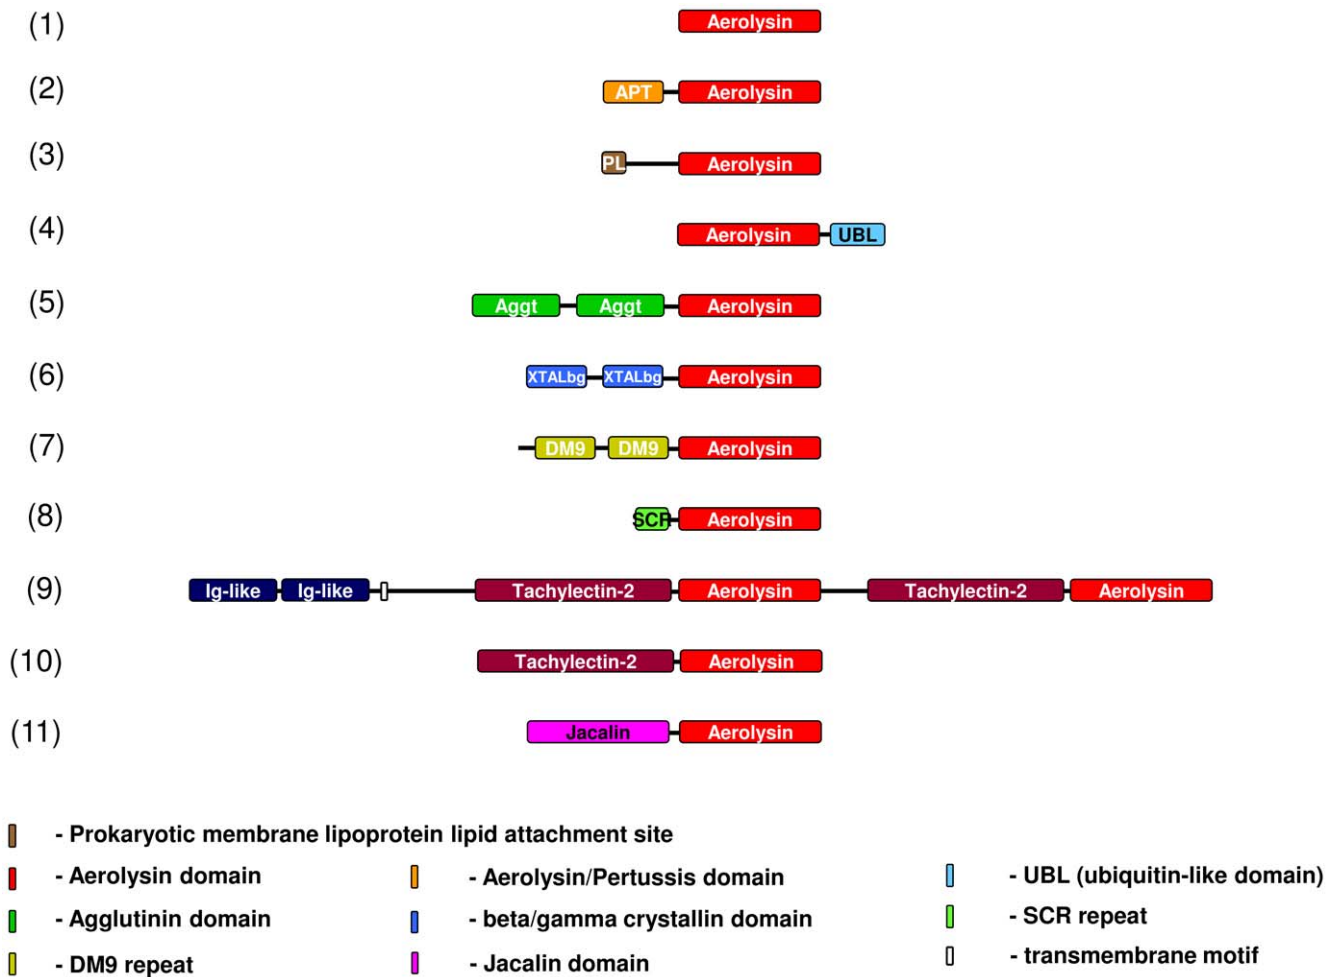 (1) Aerolysin
(2) APT Aerolysin
(3) PL Aerolysin
(4) Aerolysin UBL
(5) Aggt Aggt Aerolysin
(6) XTALbg XTALbg Aerolysin
(7) DM9 DM9 Aerolysin
(8) SCR Aerolysin
(9) Ig-like Ig-like Tachylectin-2 Aerolysin Tachylectin-2 Aerolysin
(10) Tachylectin-2 Aerolysin
(11) Jacalin Aerolysin
- Prokaryotic membrane lipoprotein lipid attachment site
- Aerolysin domain - Aerolysin/Pertussis domain - UBL (ubiquitin-like domain)
- Agglutinin domain - beta/gamma crystallin domain - SCR repeat
- DM9 repeat - Jacalin domain - transmembrane motif